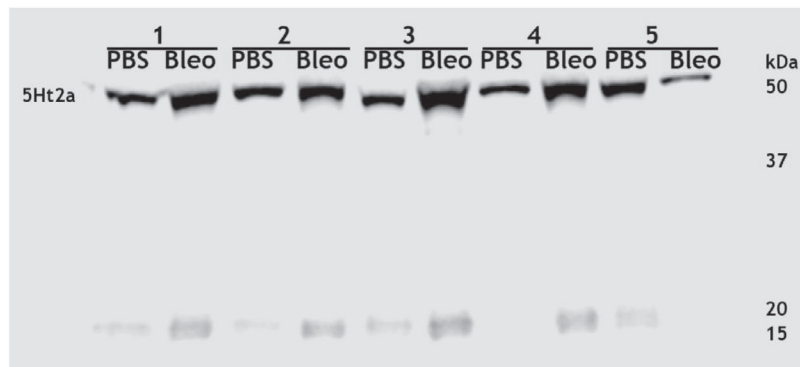 1 2 3 4 5
PBS Bleo PBS Bleo PBS Bleo PBS Bleo PBS Bleo kDa
5Ht2a 50
37
20
15